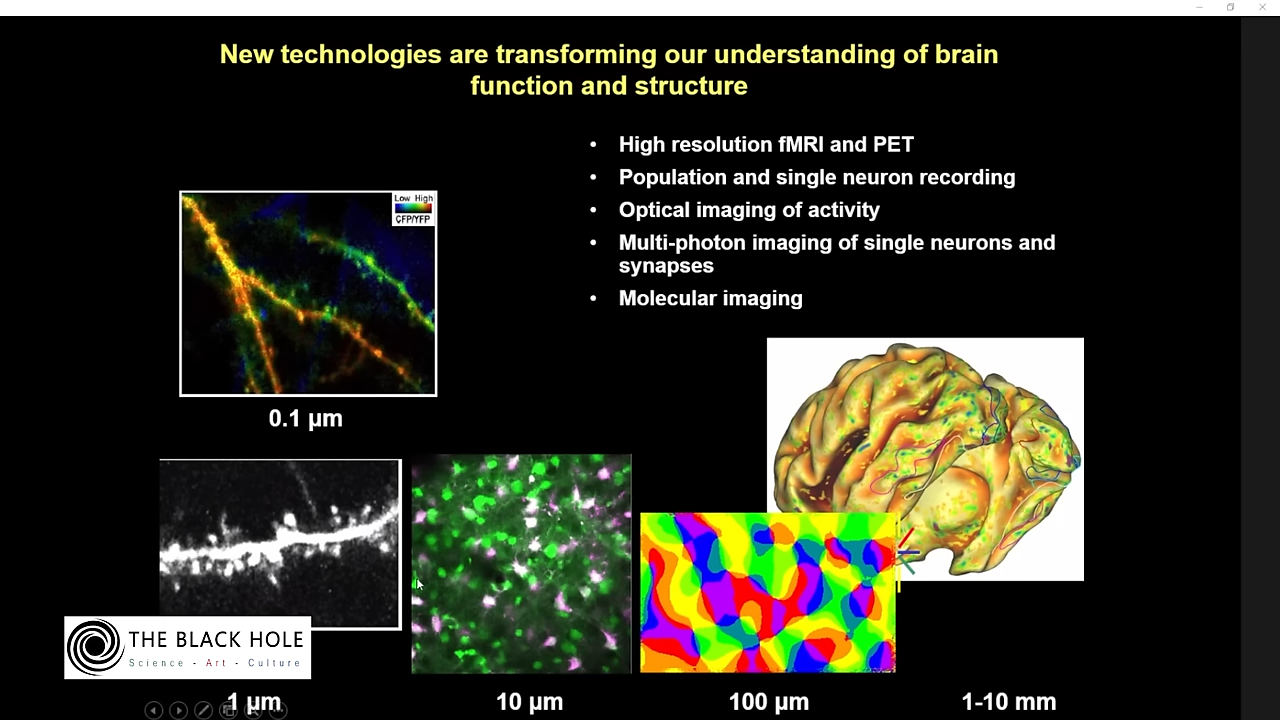 New technologies are transforming our understanding of brain
function and structure
• High resolution fMRI and PET
• Population and single neuron recording
• Optical imaging of activity
• Multi-photon imaging of single neurons and
synapses
• Molecular imaging
Low High
CFP/YFP
0.1 µm
THE BLACK HOLE
Science - Art - Culture
1 µm
10 µm
100 µm
1-10 mm